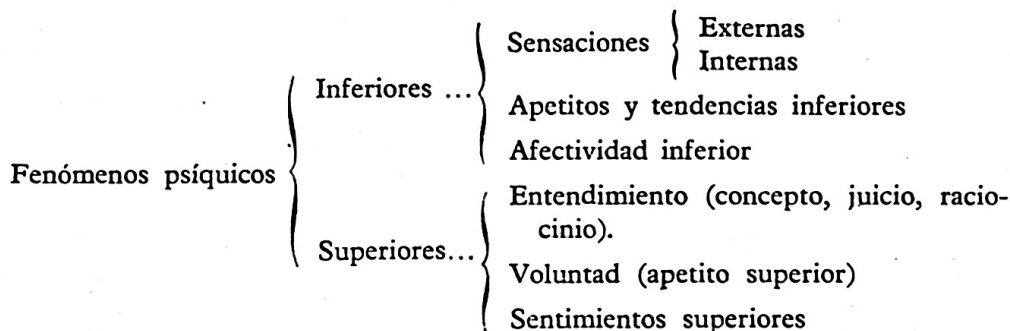 Fenómenos psíquicos
Inferiores ...
Sensaciones
Externas
Internas
Apetitos y tendencias inferiores
Afectividad inferior
Superiores...
Entendimiento (concepto, juicio, racio-
cinio).
Voluntad (apetito superior)
Sentimientos superiores